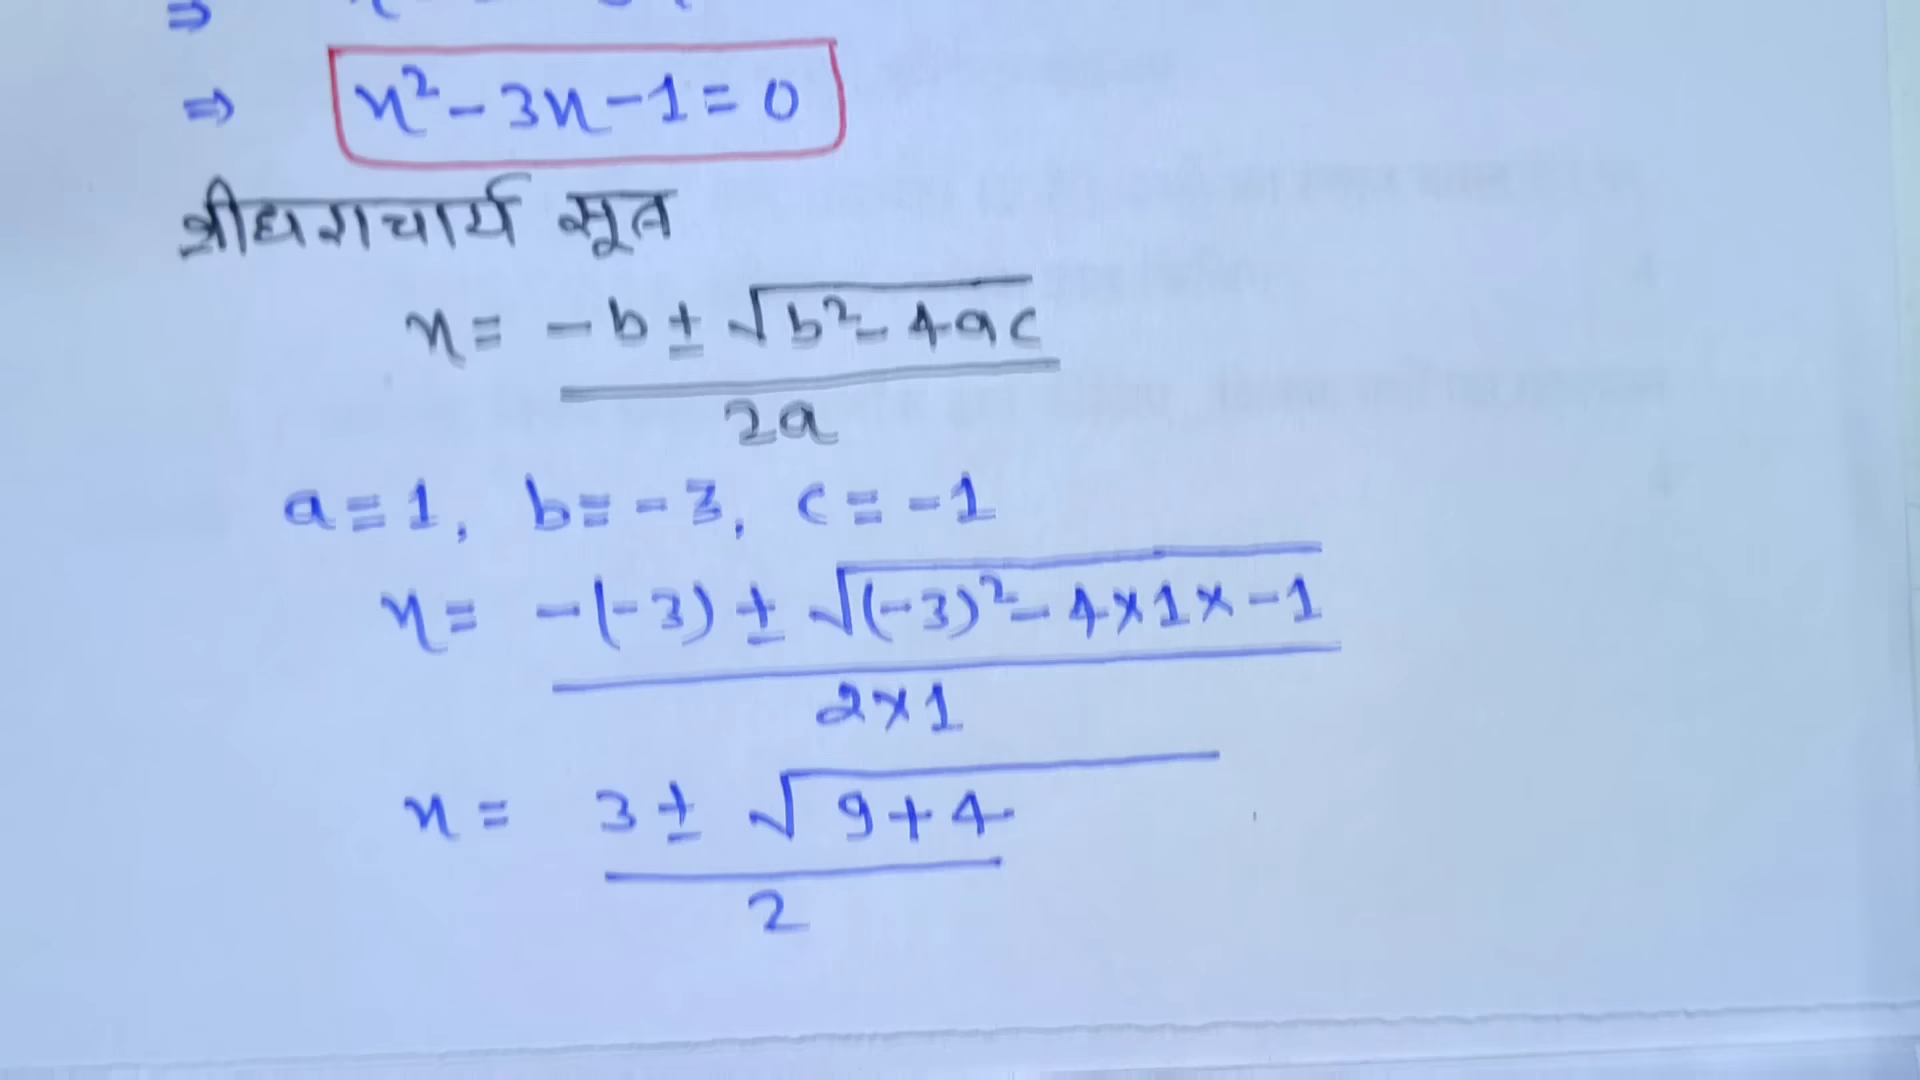 ⇒
⇒ x² - 3x - 1 = 0
श्रीधराचार्य सूत्र
x = -b ± √b² - 4ac
2a
a = 1, b = -3, c = -1
x = -(-3) ± √(-3)² - 4×1×-1
2×1
x = 3 ± √9+4
2